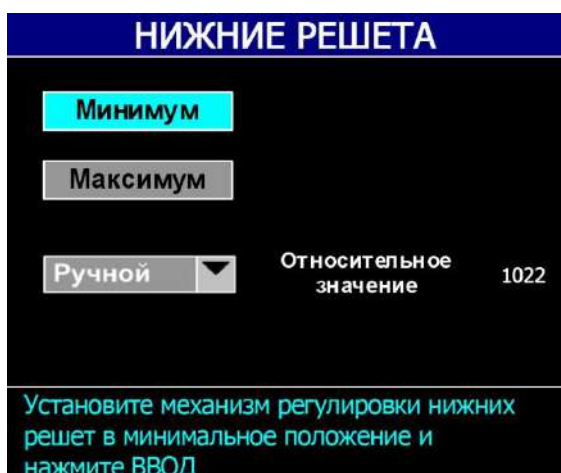 НИЖНИЕ РЕШЕТА
Минимум
Максимум
Ручной
Относительное
значение
1022
Установите механизм регулировки нижних
решет в минимальное положение и
нажмите ВВОД